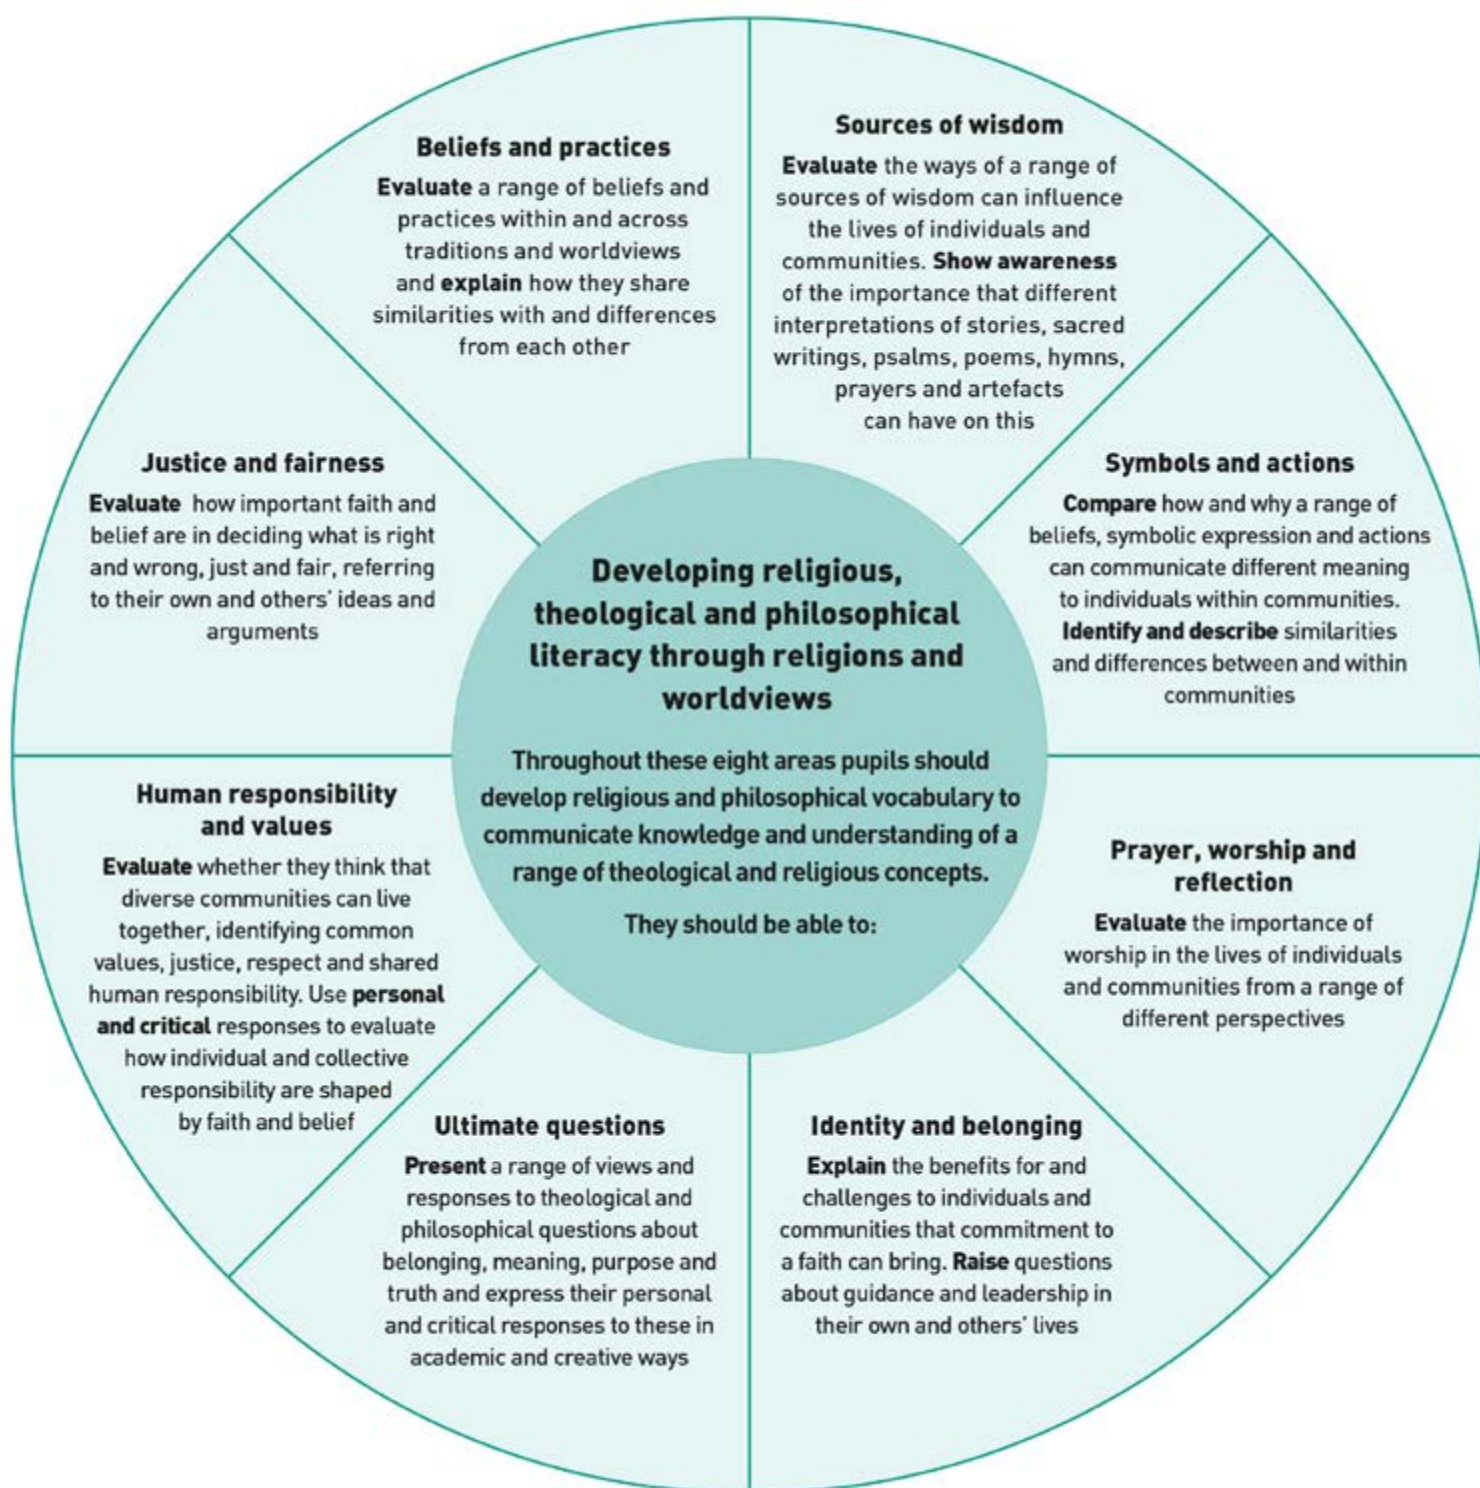 Developing religious,
theological and philosophical
literacy through religions and
worldviews
Throughout these eight areas pupils should
develop religious and philosophical vocabulary to
communicate knowledge and understanding of a
range of theological and religious concepts.
They should be able to:
Beliefs and practices
Evaluate a range of beliefs and
practices within and across
traditions and worldviews
and explain how they share
similarities with and differences
from each other
Sources of wisdom
Evaluate the ways of a range of
sources of wisdom can influence
the lives of individuals and
communities. Show awareness
of the importance that different
interpretations of stories, sacred
writings, psalms, poems, hymns,
prayers and artefacts
can have on this
Symbols and actions
Compare how and why a range of
beliefs, symbolic expression and actions
can communicate different meaning
to individuals within communities.
Identify and describe similarities
and differences between and within
communities
Prayer, worship and
reflection
Evaluate the importance of
worship in the lives of individuals
and communities from a range of
different perspectives
Identity and belonging
Explain the benefits for and
challenges to individuals and
communities that commitment to
a faith can bring. Raise questions
about guidance and leadership in
their own and others' lives
Ultimate questions
Present a range of views and
responses to theological and
philosophical questions about
belonging, meaning, purpose and
truth and express their personal
and critical responses to these in
academic and creative ways
Human responsibility
and values
Evaluate whether they think that
diverse communities can live
together, identifying common
values, justice, respect and shared
human responsibility. Use personal
and critical responses to evaluate
how individual and collective
responsibility are shaped
by faith and belief
Justice and fairness
Evaluate how important faith and
belief are in deciding what is right
and wrong, just and fair, referring
to their own and others' ideas and
arguments